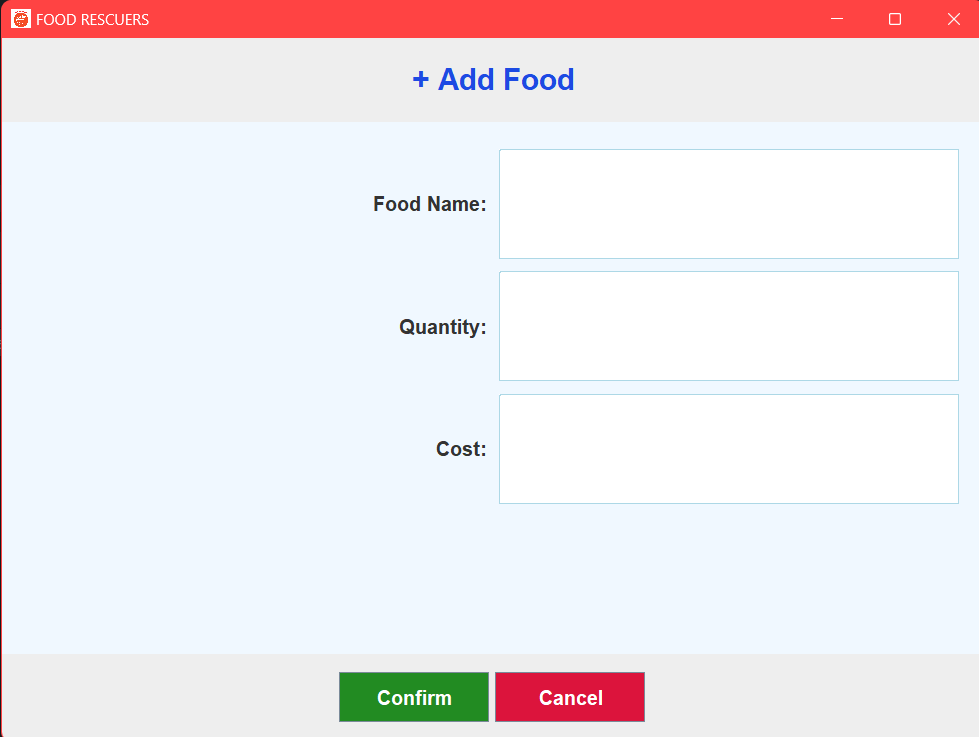 FOOD RESCUERS
+ Add Food
Food Name:
Quantity:
Cost:
Confirm
Cancel